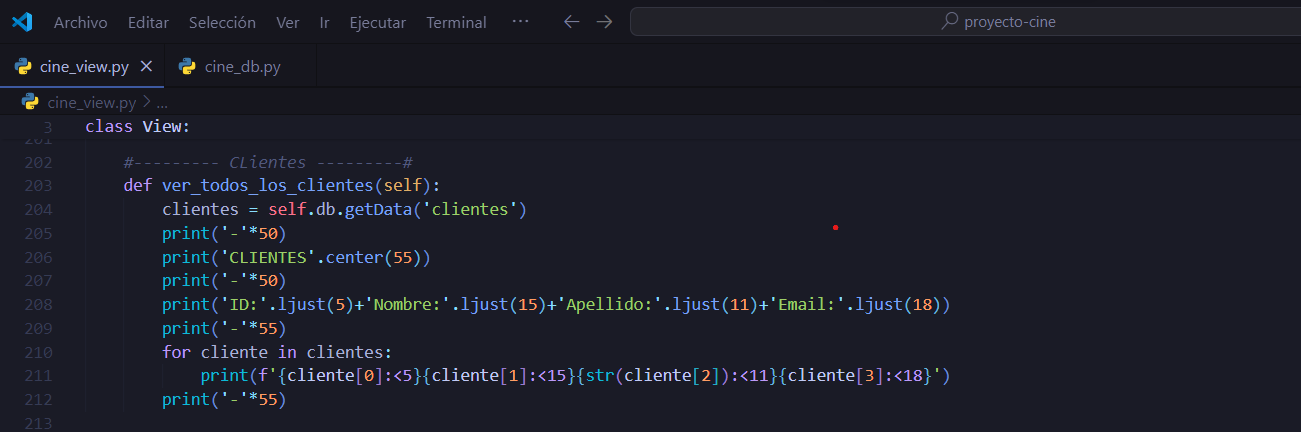 Archivo Editar Selección Ver Ir Ejecutar Terminal ··· proyecto-cine
cine_view.py cine_db.py
cine_view.py > ...
3 class View:
201
202 #--------- CLientes ---------#
203 def ver_todos_los_clientes(self):
204 clientes = self.db.getData('clientes')
205 print('-'*50)
206 print('CLIENTES'.center(55))
207 print('-'*50)
208 print('ID:'.ljust(5)+'Nombre:'.ljust(15)+'Apellido:'.ljust(11)+'Email:'.ljust(18))
209 print('-'*55)
210 for cliente in clientes:
211 print(f'{cliente[0]:<5}{cliente[1]:<15}{str(cliente[2]):<11}{cliente[3]:<18}')
212 print('-'*55)
213